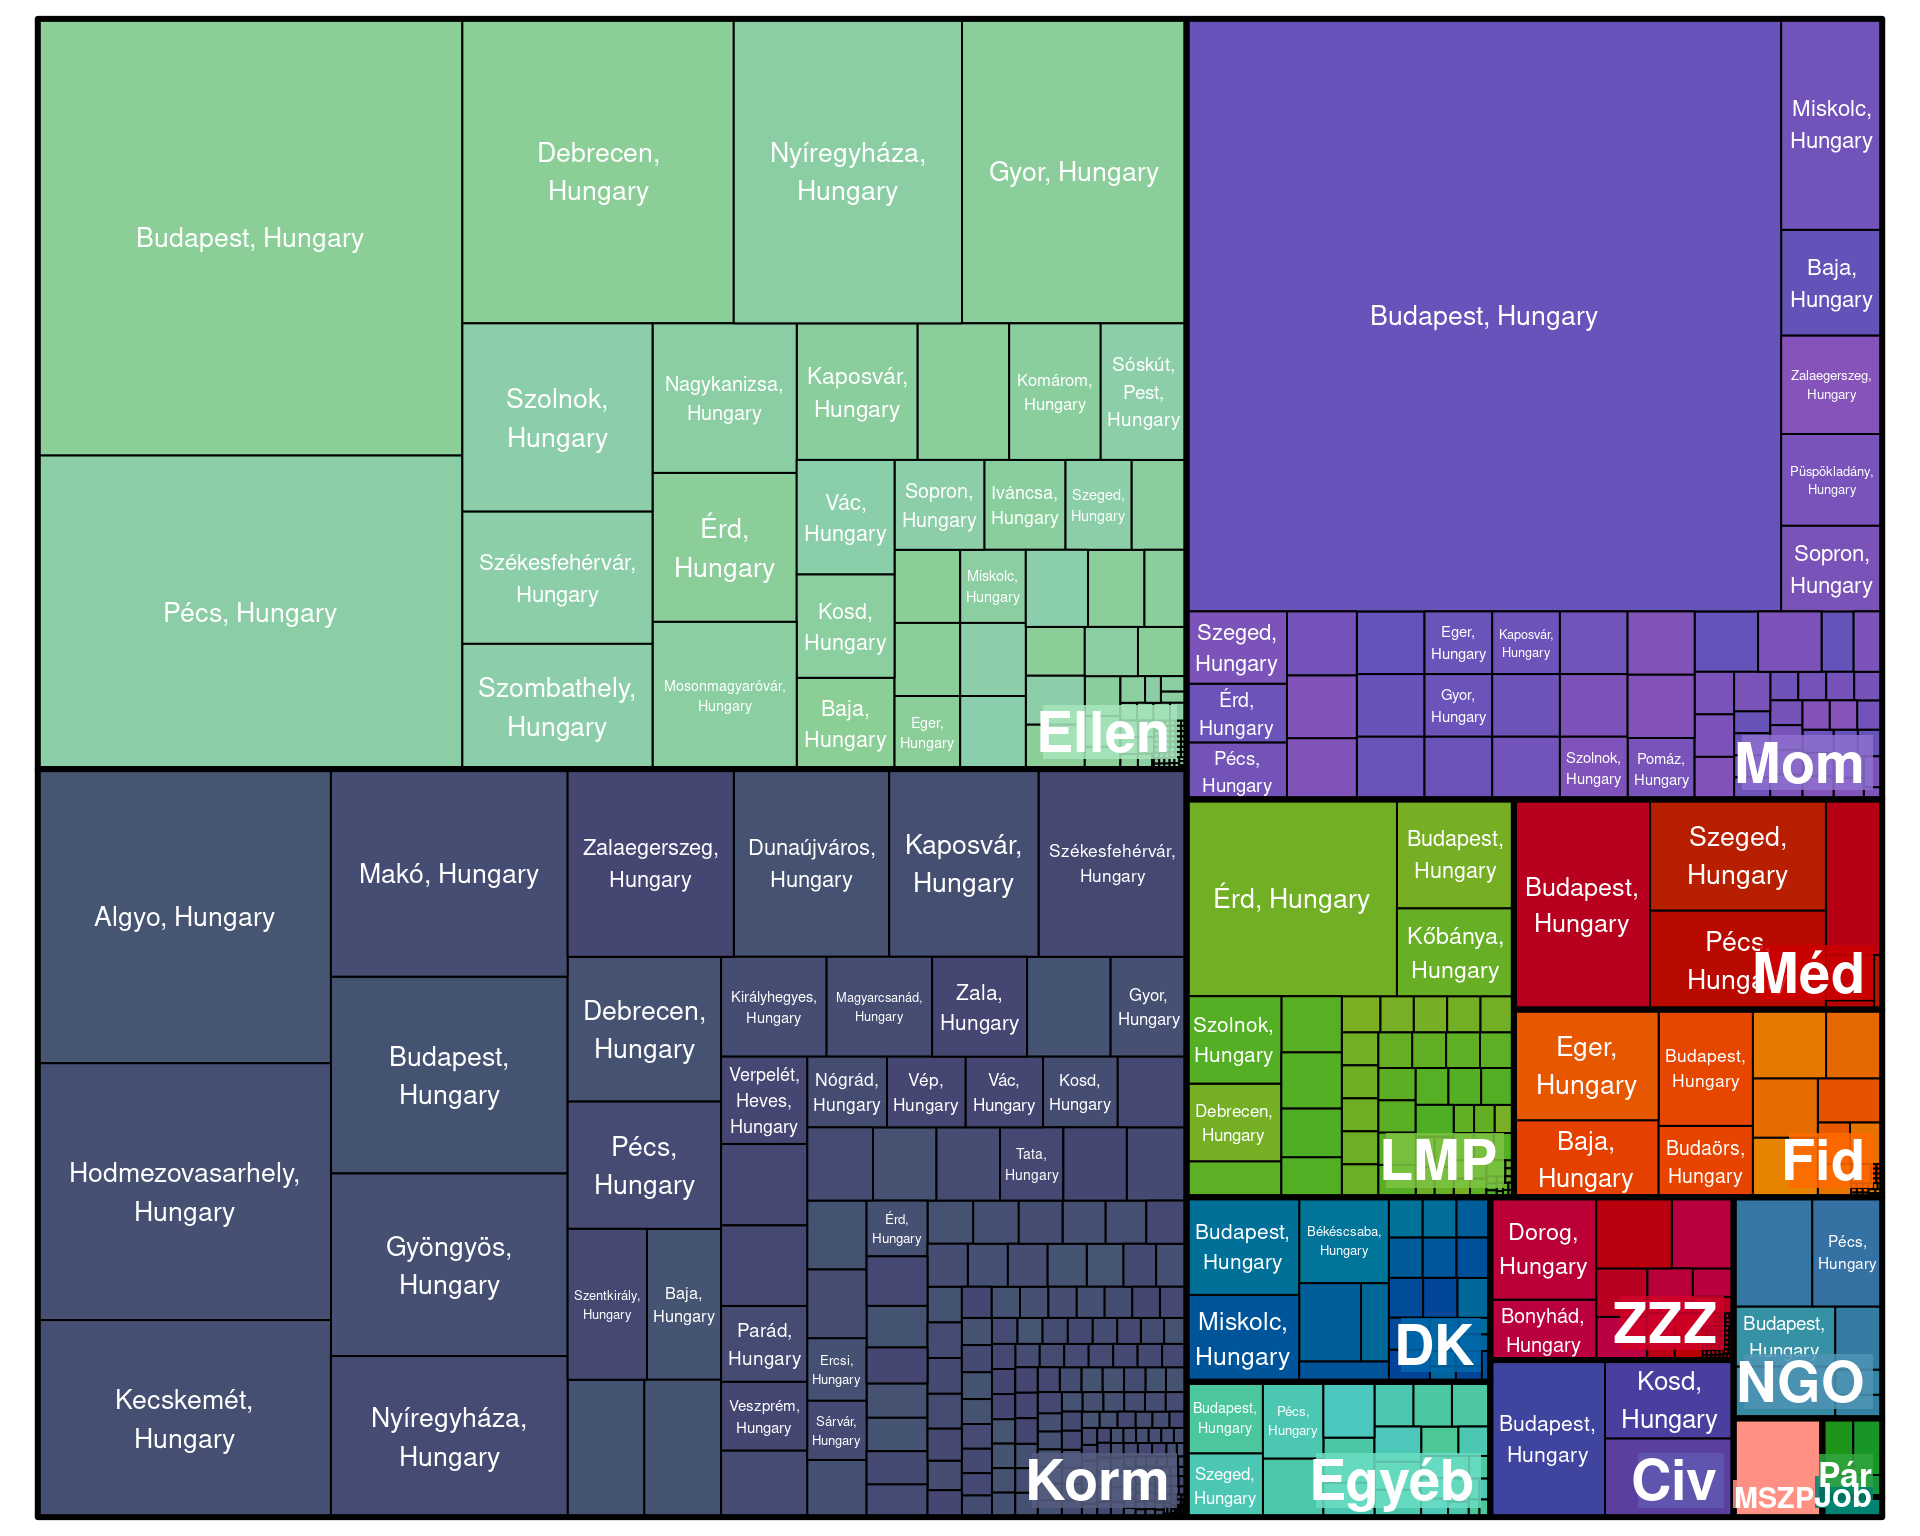 Budapest, Hungary
Debrecen,
Hungary
Nyíregyháza,
Hungary
Gyor, Hungary
Pécs, Hungary
Szolnok,
Hungary
Székesfehérvár,
Hungary
Szombathely,
Hungary
Nagykanizsa,
Hungary
Érd,
Hungary
Mosonmagyaróvár,
Hungary
Kaposvár,
Hungary
Komárom,
Hungary
Sóskút,
Pest,
Hungary
Vác,
Hungary
Kosd,
Hungary
Baja,
Hungary
Sopron,
Hungary
Iváncsa,
Hungary
Szeged,
Hungary
Miskolc,
Hungary
Eger,
Hungary
Ellen
Budapest, Hungary
Miskolc,
Hungary
Baja,
Hungary
Zalaegerszeg,
Hungary
Püspökladány,
Hungary
Sopron,
Hungary
Szeged,
Hungary
Érd,
Hungary
Pécs,
Hungary
Eger,
Hungary
Kaposvár,
Hungary
Gyor,
Hungary
Szolnok,
Hungary
Pomáz,
Hungary
Mom
Algyo, Hungary
Hodmezovasarhely,
Hungary
Kecskemét,
Hungary
Makó, Hungary
Budapest,
Hungary
Gyöngyös,
Hungary
Nyíregyháza,
Hungary
Zalaegerszeg,
Hungary
Dunaújváros,
Hungary
Kaposvár,
Hungary
Székesfehérvár,
Hungary
Debrecen,
Hungary
Pécs,
Hungary
Szentkirály,
Hungary
Baja,
Hungary
Királyhegyes,
Hungary
Magyarcsanád,
Hungary
Zala,
Hungary
Gyor,
Hungary
Verpelét,
Heves,
Hungary
Nógrád,
Hungary
Vép,
Hungary
Vác,
Hungary
Kosd,
Hungary
Tata,
Hungary
Érd,
Hungary
Parád,
Hungary
Veszprém,
Hungary
Ercsi,
Hungary
Sárvár,
Hungary
Korm
Érd, Hungary
Budapest,
Hungary
Kőbánya,
Hungary
Szolnok,
Hungary
Debrecen,
Hungary
LMP
Budapest,
Hungary
Szeged,
Hungary
Pécs,
Hungary
Méd
Eger,
Hungary
Baja,
Hungary
Budapest,
Hungary
Budaörs,
Hungary
Fid
Budapest,
Hungary
Miskolc,
Hungary
Békéscsaba,
Hungary
DK
Dorog,
Hungary
Bonyhád,
Hungary
ZZZ
Pécs,
Hungary
Budapest,
Hungary
NGO
Budapest,
Hungary
Szeged,
Hungary
Pécs,
Hungary
Egyéb
Budapest,
Hungary
Kosd,
Hungary
Civ
MSZP
Pár
Job